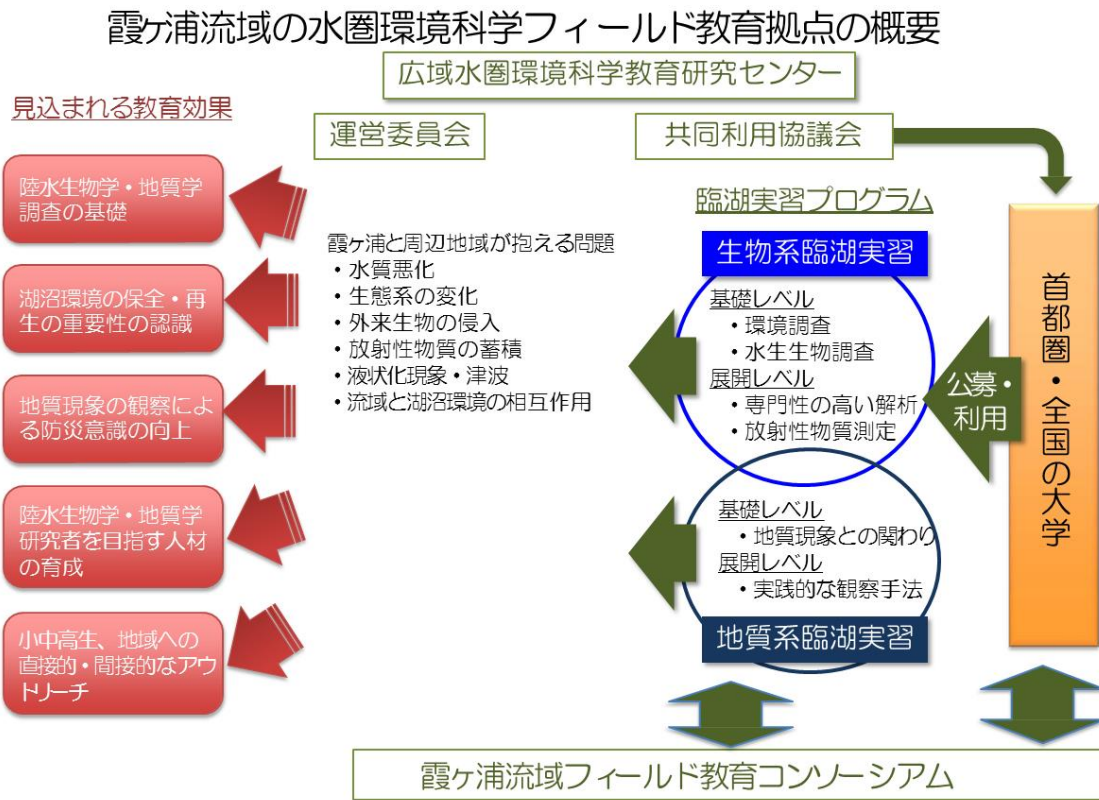 霞ヶ浦流域の水圏環境科学フィールド教育拠点の概要
広域水圏環境科学教育研究センター
見込まれる教育効果
運営委員会
共同利用協議会
陸水生物学・地質学
調査の基礎
湖沼環境の保全・再
生の重要性の認識
地質現象の観察によ
る防災意識の向上
陸水生物学・地質学
研究者を目指す人材
の育成
小中高生、地域への
直接的・間接的なアウ
トリーチ
霞ヶ浦と周辺地域が抱える問題
・水質悪化
・生態系の変化
・外来生物の侵入
・放射性物質の蓄積
・液状化現象・津波
・流域と湖沼環境の相互作用
臨湖実習プログラム
生物系臨湖実習
基礎レベル
・環境調査
・水生生物調査
展開レベル
・専門性の高い解析
・放射性物質測定
基礎レベル
・地質現象との関わり
展開レベル
・実践的な観察手法
地質系臨湖実習
公募・
利用
首都圏・全国の大学
霞ヶ浦流域フィールド教育コンソーシアム